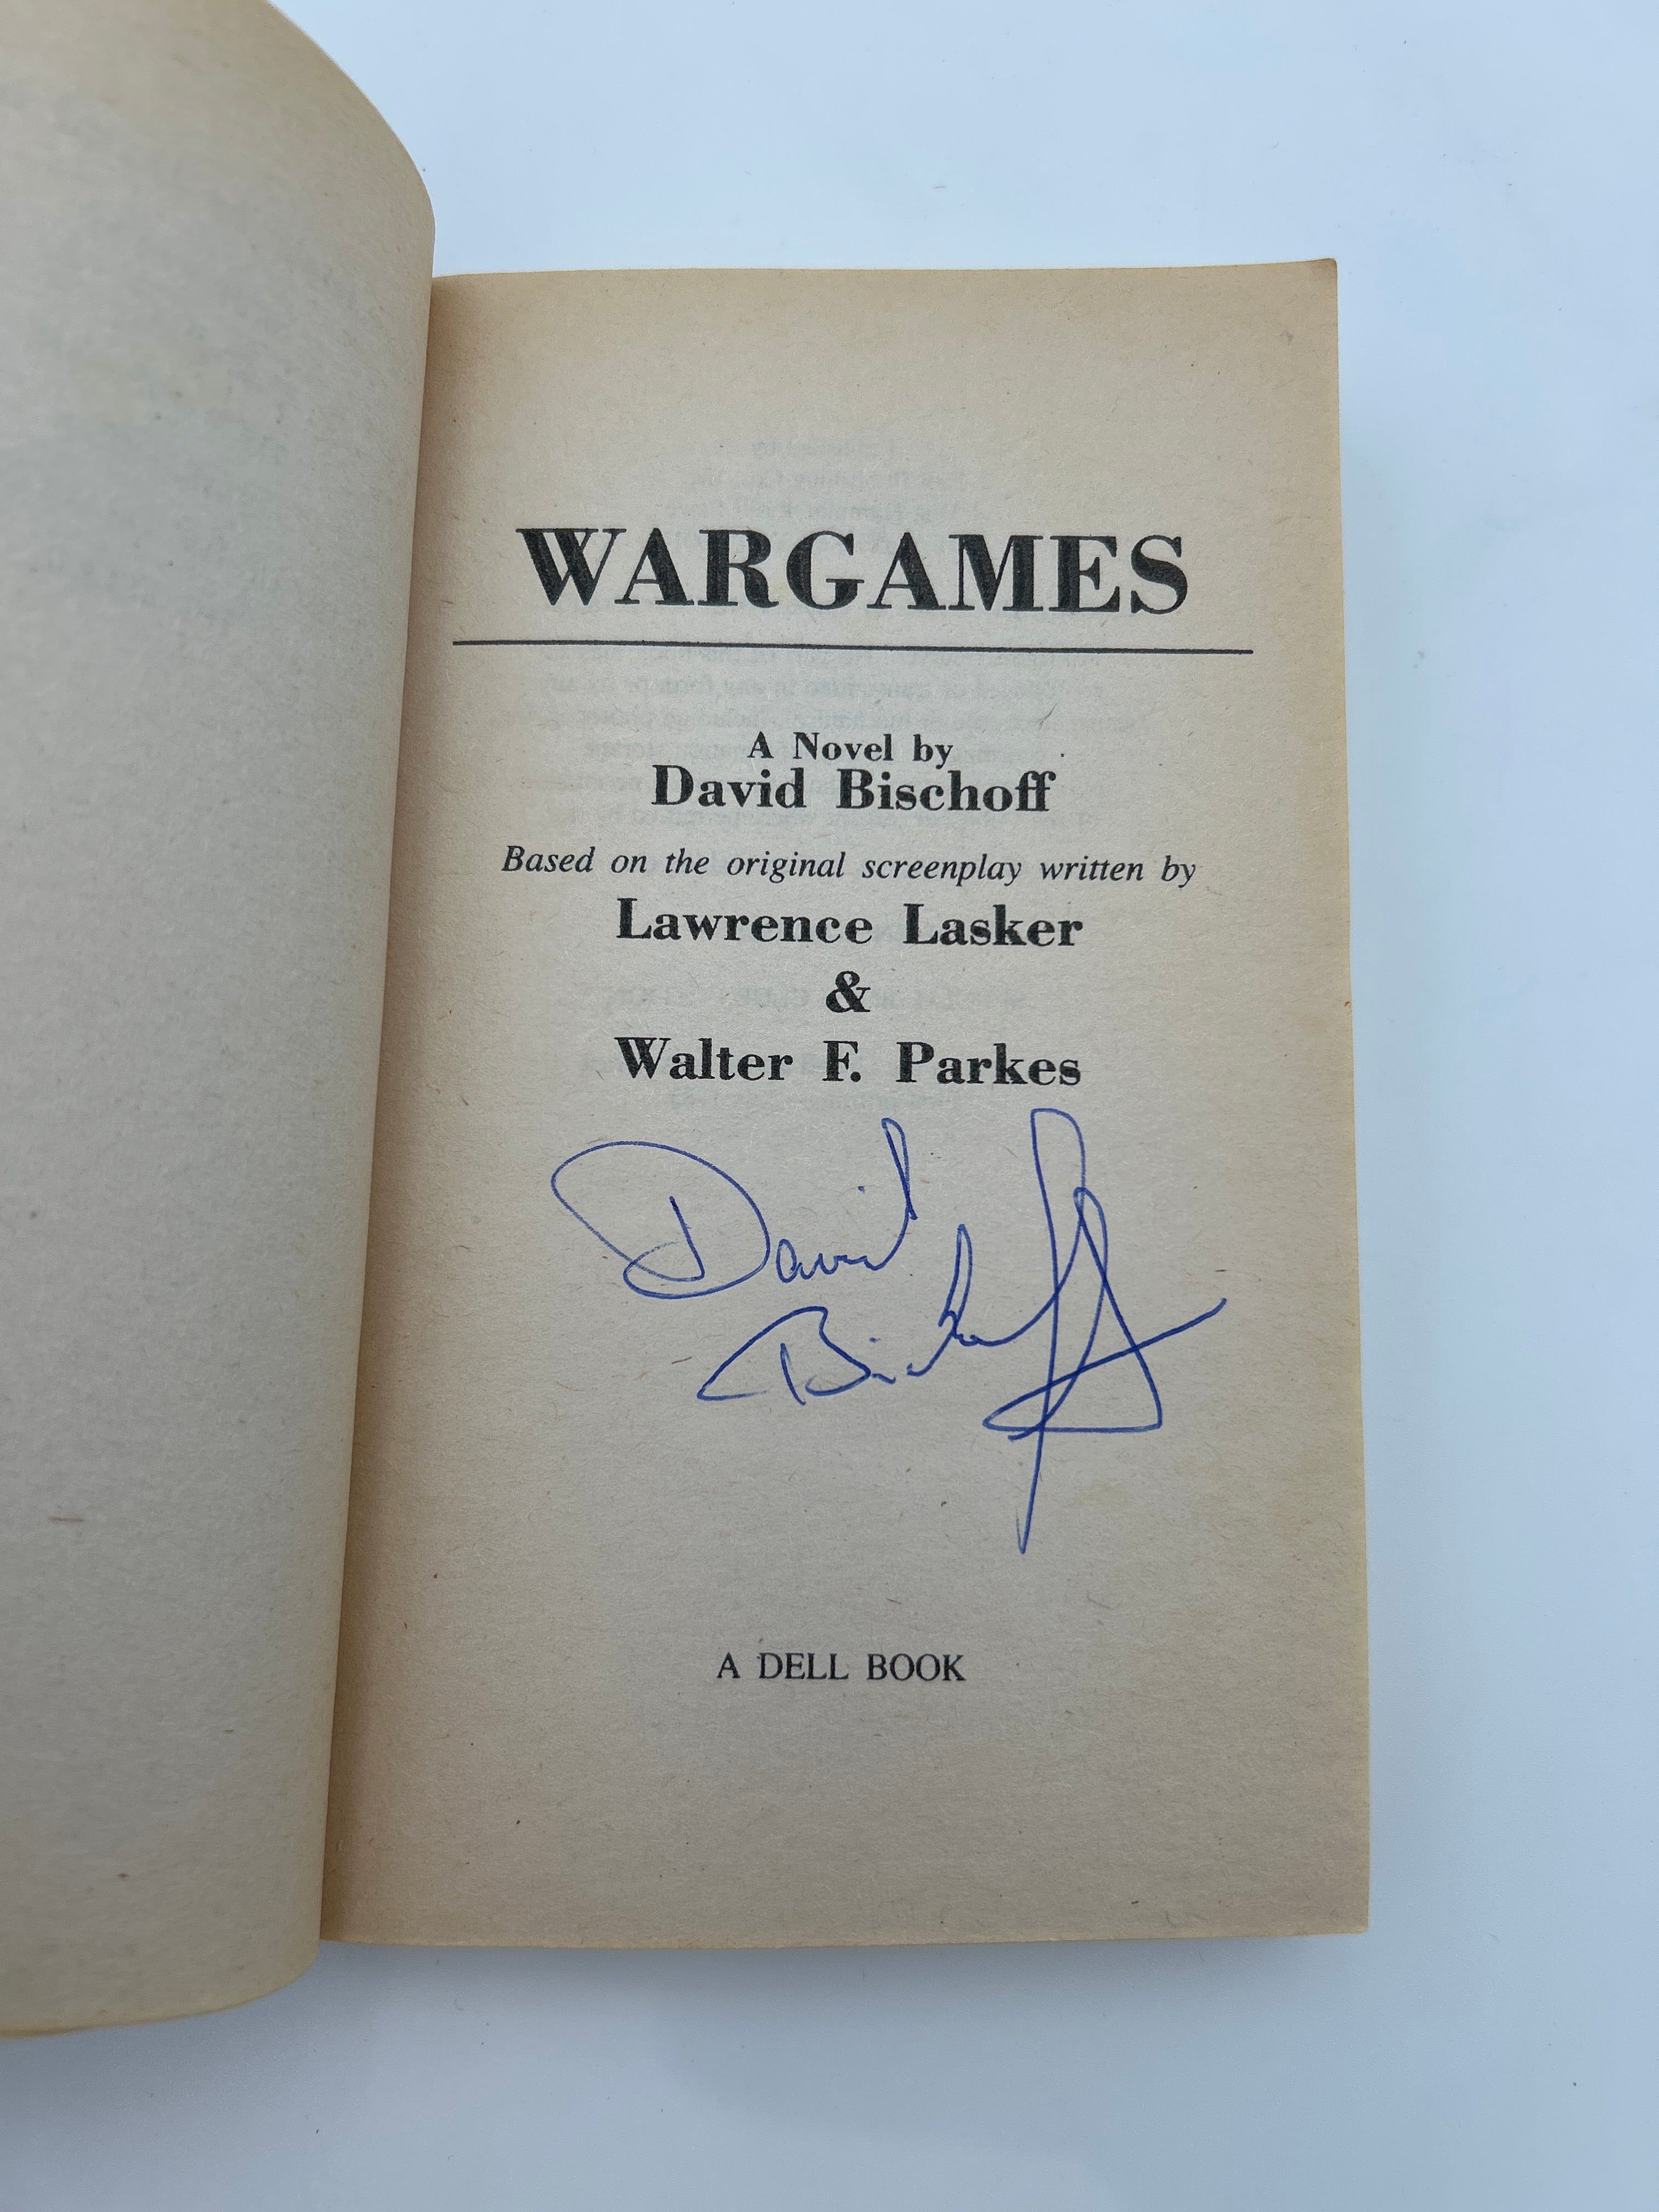 WARGAMES
A Novel by
David Bischoff
Based on the original screenplay written by
Lawrence Lasker
&
Walter F. Parkes
David
Bischoff
A DELL BOOK